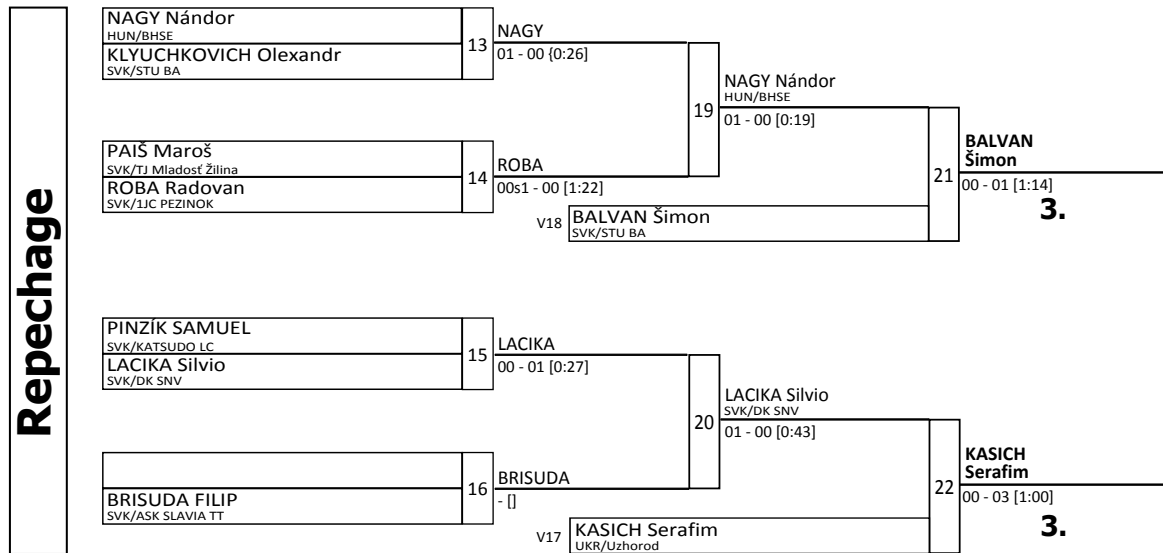 Repechage
NAGY Nándor
HUN/BHSE
KLYUCHKOVICH Olexandr
SVK/STU BA
13
NAGY
01 - 00 {0:26]
PAIŠ Maroš
SVK/TJ Mladosť Žilina
ROBA Radovan
SVK/1JC PEZINOK
14
ROBA
00s1 - 00 [1:22]
19
NAGY Nándor
HUN/BHSE
01 - 00 [0:19]
V18
BALVAN Šimon
SVK/STU BA
21
BALVAN
Šimon
00 - 01 [1:14]
3.
PINZÍK SAMUEL
SVK/KATSUDO LC
LACIKA Silvio
SVK/DK SNV
15
LACIKA
00 - 01 [0:27]
BRISUDA FILIP
SVK/ASK SLAVIA TT
16
BRISUDA
- []
20
LACIKA Silvio
SVK/DK SNV
01 - 00 [0:43]
V17
KASICH Serafim
UKR/Uzhorod
22
KASICH
Serafim
00 - 03 [1:00]
3.